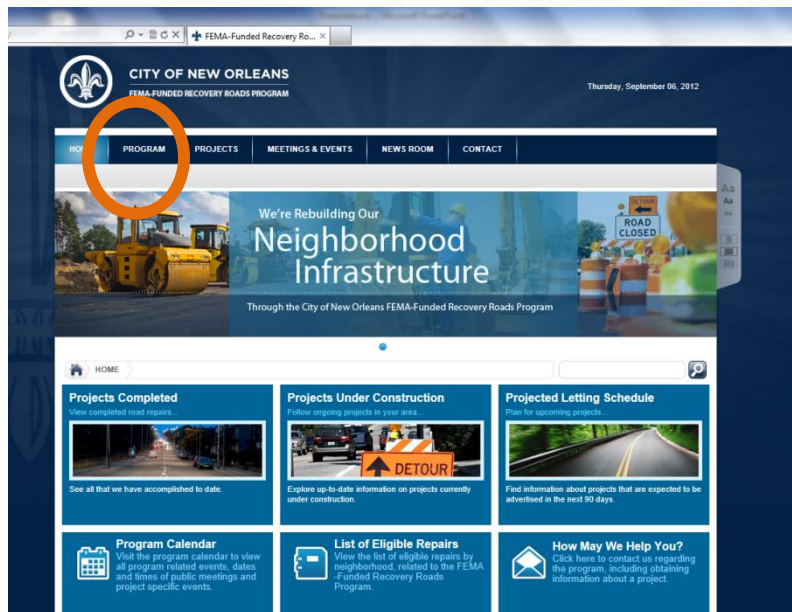 FEMA-Funded Recovery Ro...
CITY OF NEW ORLEANS
FEMA-FUNDED RECOVERY ROADS PROGRAM
Thursday, September 06, 2012
PROGRAM PROJECTS MEETINGS & EVENTS NEWS ROOM CONTACT
Aa
Aa
Aa
We're Rebuilding Our
Neighborhood
Infrastructure
Through the City of New Orleans FEMA-Funded Recovery Roads Program
DETOUR
ROAD
CLOSED
HOME
Projects Completed
View completed road repairs...
See all that we have accomplished to date.
Projects Under Construction
Follow ongoing projects in your area...
DETOUR
Explore up-to-date information on projects currently
under construction.
Projected Letting Schedule
Plan for upcoming projects...
Find information about projects that are expected to be
advertised in the next 90 days.
Program Calendar
Visit the program calendar to view
all program related events, dates
and times of public meetings and
project specific events.
List of Eligible Repairs
View the list of eligible repairs by
neighborhood, related to the FEMA
-Funded Recovery Roads
Program.
How May We Help You?
Click here to contact us regarding
the program, including obtaining
information about a project.